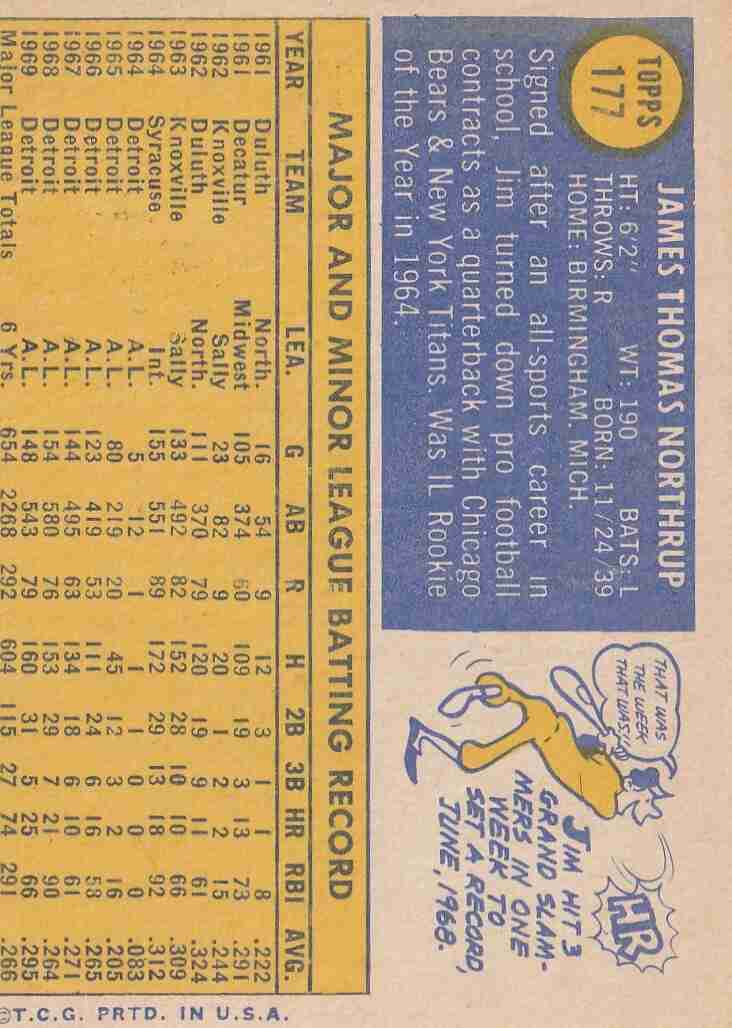 TOPPS
177
JAMES THOMAS NORTHRUP
HT: 6'2" WT: 190 BATS: L
THROWS: R BORN: 11/24/39
HOME: BIRMINGHAM, MICH.
Signed after an all-sports career in
school, Jim turned down pro football
contracts as a quarterback with Chicago
Bears & New York Titans. Was IL Rookie
of the Year in 1964.
THAT WAS
THE WEEK
THAT WAS!
HR
JIM HIT 3
GRAND SLAM-
MERS IN ONE
WEEK TO
SET A RECORD,
JUNE, 1968.
MAJOR AND MINOR LEAGUE BATTING RECORD
YEAR TEAM LEA. G AB R H 2B 3B HR RBI AVG.
1961 Duluth North. 16 54 9 12 3 1 1 8 .222
1961 Decatur Midwest 105 374 60 109 19 3 13 73 .291
1962 Knoxville Sally 23 82 9 20 1 2 2 15 .244
1962 Duluth North. 111 370 79 120 19 9 11 61 .324
1963 Knoxville Sally 133 492 82 152 28 10 10 66 .309
1964 Syracuse Int. 155 551 89 172 29 13 18 92 .312
1964 Detroit A.L. 5 12 1 1 1 0 0 0 .083
1965 Detroit A.L. 80 219 20 45 12 3 2 16 .205
1966 Detroit A.L. 123 419 53 111 24 6 16 58 .265
1967 Detroit A.L. 144 495 63 134 18 6 10 61 .271
1968 Detroit A.L. 154 580 76 153 29 7 21 90 .264
1969 Detroit A.L. 148 543 79 160 31 5 25 66 .295
Major League Totals 6 Yrs. 654 2268 292 604 115 27 74 291 .266
©T.C.G. PRTD. IN U.S.A.